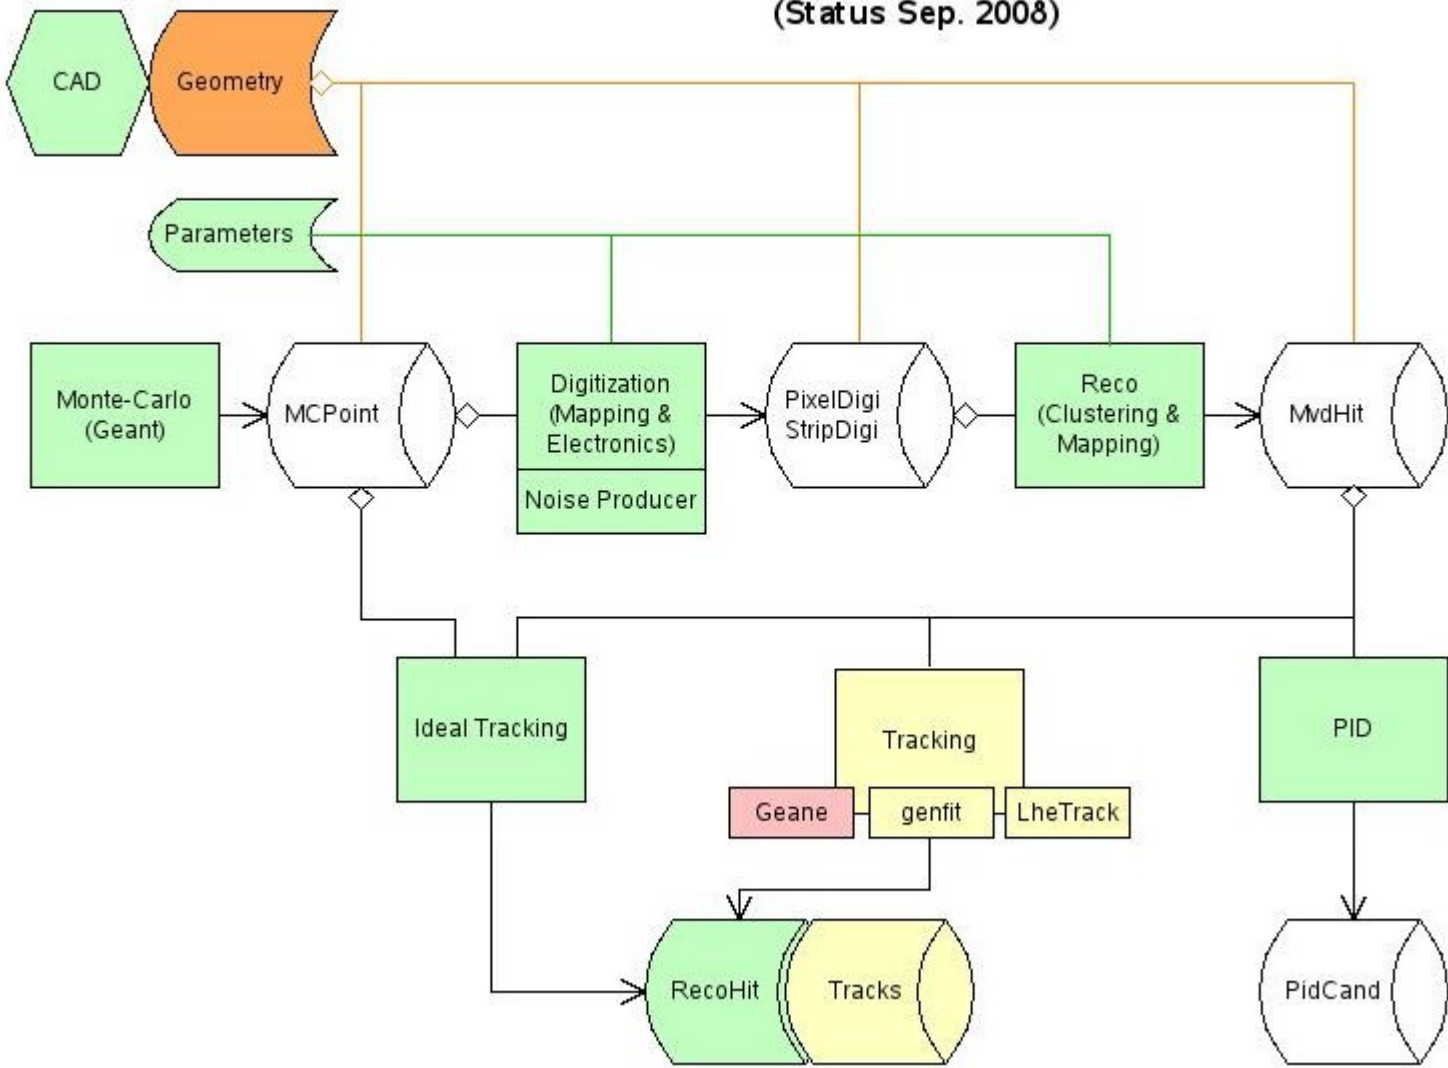 (Status Sep. 2008)
CAD
Geometry
Parameters
Monte-Carlo
(Geant)
MCPoint
Digitization
(Mapping &
Electronics)
Noise Producer
PixelDigi
StripDigi
Reco
(Clustering &
Mapping)
MvdHit
Ideal Tracking
Tracking
Geane
genfit
LheTrack
PID
RecoHit
Tracks
PidCand